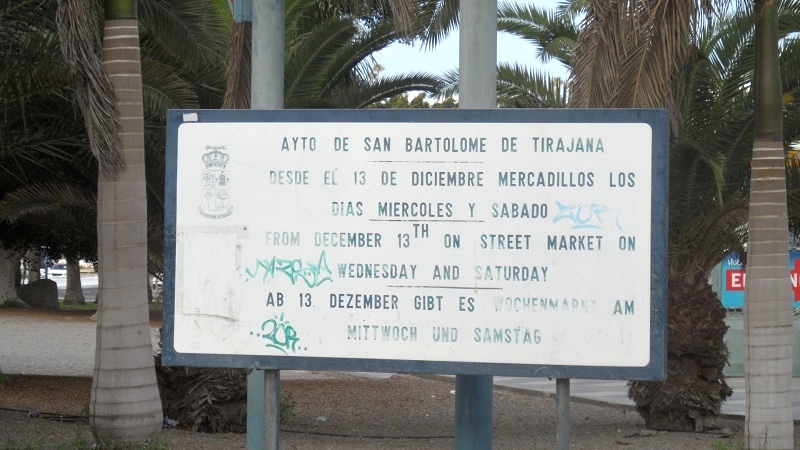 AYTO DE SAN BARTOLOME DE TIRAJANA
DESDE EL 13 DE DICIEMBRE MERCADILLOS LOS
DIAS MIERCOLES Y SABADO
FROM DECEMBER 13TH ON STREET MARKET ON
WEDNESDAY AND SATURDAY
AB 13. DEZEMBER GIBT ES WOCHENMARKT AM
MITTWOCH UND SAMSTAG